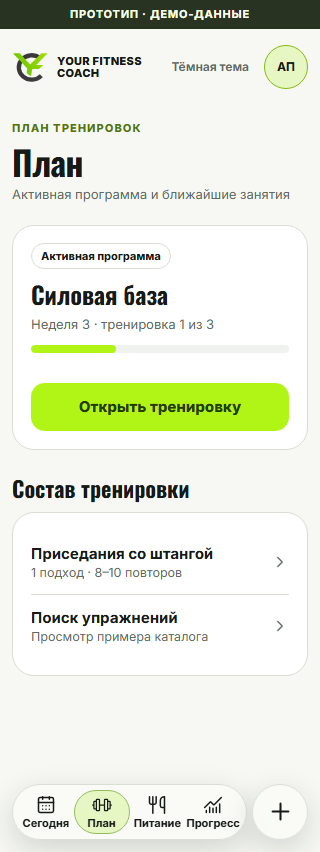 ПРОТОТИП · ДЕМО-ДАННЫЕ
YOUR FITNESS
COACH
Тёмная тема
АП
ПЛАН ТРЕНИРОВОК
План
Активная программа и ближайшие занятия
Активная программа
Силовая база
Неделя 3 · тренировка 1 из 3
Открыть тренировку
Состав тренировки
Приседания со штангой
1 подход · 8–10 повторов
Поиск упражнений
Просмотр примера каталога
Сегодня
План
Питание
Прогресс